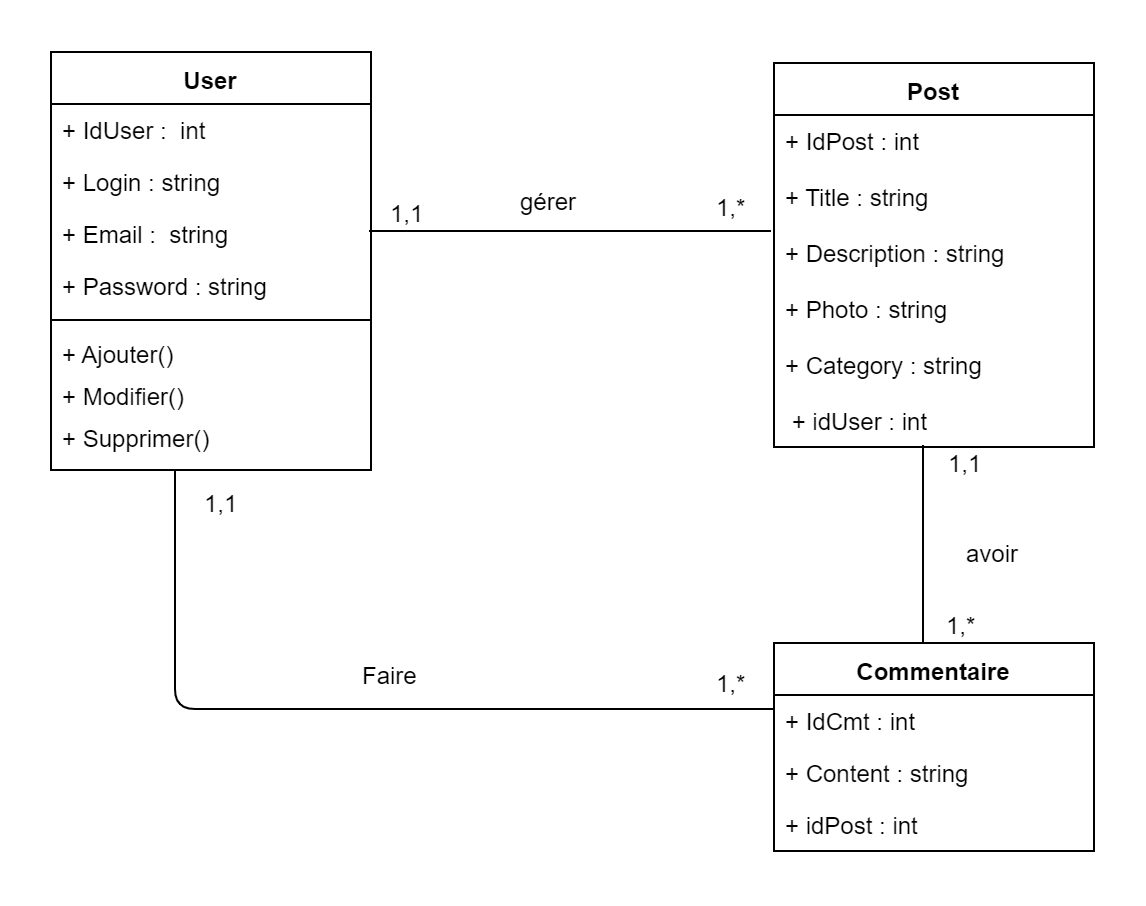 User
+ IdUser :  int
+ Login : string
+ Email :  string
+ Password : string
+ Ajouter()
+ Modifier()
+ Supprimer()
1,1
gérer
1,*
Post
+ IdPost : int
+ Title : string
+ Description : string
+ Photo : string
+ Category : string
+ idUser : int
1,1
avoir
1,*
1,1
Faire
1,*
Commentaire
+ IdCmt : int
+ Content : string
+ idPost : int